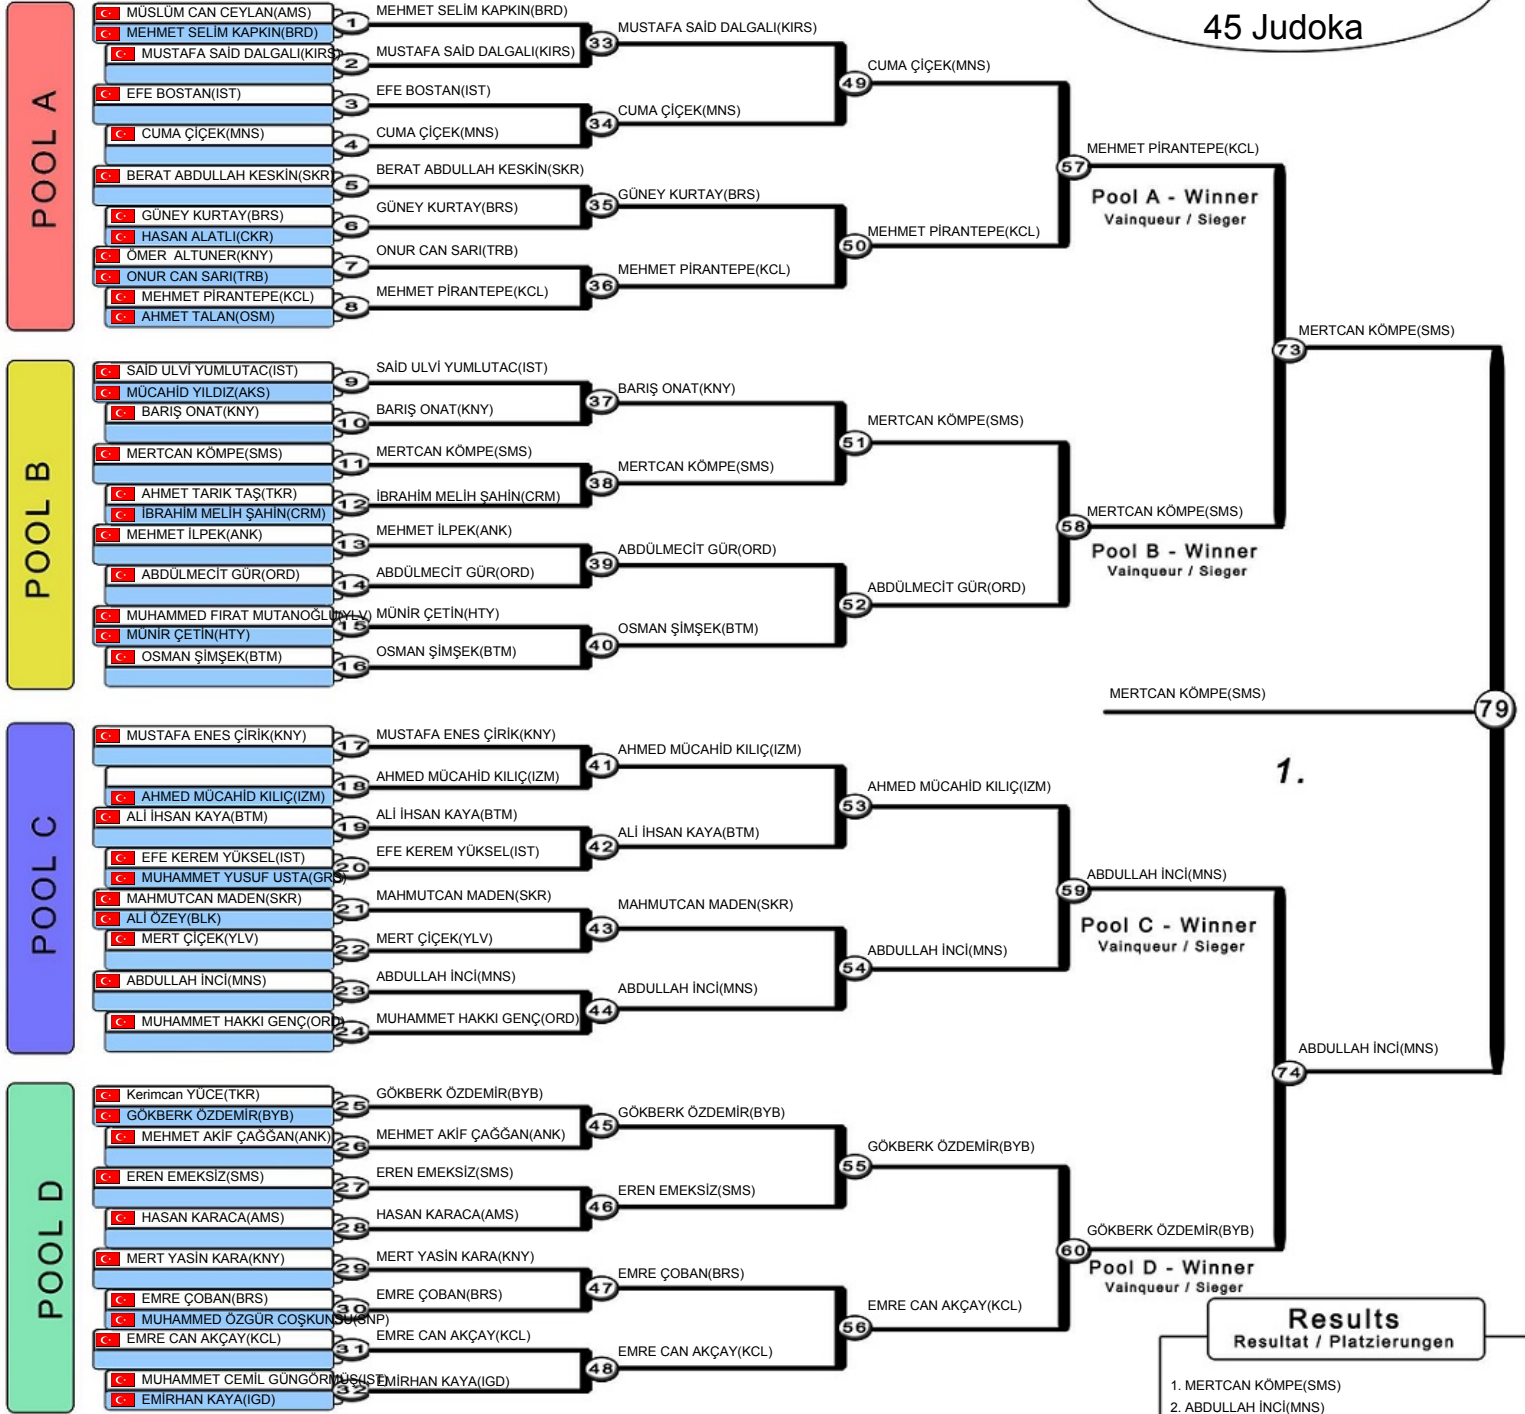 45 Judoka
POOL A
MÜSLÜM CAN CEYLAN(AMS)
MEHMET SELİM KAPKIN(BRD)
MUSTAFA SAİD DALGALI(KIRS)
EFE BOSTAN(IST)
CUMA ÇİÇEK(MNS)
BERAT ABDULLAH KESKİN(SKR)
GÜNEY KURTAY(BRS)
HASAN ALATLI(CKR)
ÖMER ALTUNER(KNY)
ONUR CAN SARI(TRB)
MEHMET PİRANTEPE(KCL)
AHMET TALAN(OSM)
1
2
3
4
5
6
7
8
MEHMET SELİM KAPKIN(BRD)
MUSTAFA SAİD DALGALI(KIRS)
EFE BOSTAN(IST)
CUMA ÇİÇEK(MNS)
BERAT ABDULLAH KESKİN(SKR)
GÜNEY KURTAY(BRS)
ONUR CAN SARI(TRB)
MEHMET PİRANTEPE(KCL)
33
34
35
36
MUSTAFA SAİD DALGALI(KIRS)
CUMA ÇİÇEK(MNS)
GÜNEY KURTAY(BRS)
MEHMET PİRANTEPE(KCL)
49
50
CUMA ÇİÇEK(MNS)
MEHMET PİRANTEPE(KCL)
57
MEHMET PİRANTEPE(KCL)
Pool A - Winner
Vainqueur / Sieger
POOL B
SAİD ULVİ YUMLUTAC(IST)
MÜCAHİD YILDIZ(AKS)
BARIŞ ONAT(KNY)
MERTCAN KÖMPE(SMS)
AHMET TARIK TAŞ(TKR)
İBRAHİM MELİH ŞAHİN(CRM)
MEHMET İLPEK(ANK)
ABDÜLMECİT GÜR(ORD)
MUHAMMED FIRAT MUTANOĞLU(YLV)
MÜNİR ÇETİN(HTY)
OSMAN ŞİMŞEK(BTM)
9
10
11
12
13
14
15
16
SAİD ULVİ YUMLUTAC(IST)
BARIŞ ONAT(KNY)
MERTCAN KÖMPE(SMS)
İBRAHİM MELİH ŞAHİN(CRM)
MEHMET İLPEK(ANK)
ABDÜLMECİT GÜR(ORD)
MÜNİR ÇETİN(HTY)
OSMAN ŞİMŞEK(BTM)
37
38
39
40
BARIŞ ONAT(KNY)
MERTCAN KÖMPE(SMS)
ABDÜLMECİT GÜR(ORD)
OSMAN ŞİMŞEK(BTM)
51
52
MERTCAN KÖMPE(SMS)
ABDÜLMECİT GÜR(ORD)
58
MERTCAN KÖMPE(SMS)
Pool B - Winner
Vainqueur / Sieger
73
MERTCAN KÖMPE(SMS)
MERTCAN KÖMPE(SMS)
79
1.
POOL C
MUSTAFA ENES ÇİRİK(KNY)
AHMED MÜCAHİD KILIÇ(IZM)
ALİ İHSAN KAYA(BTM)
EFE KEREM YÜKSEL(IST)
MUHAMMET YUSUF USTA(GRS)
MAHMUTCAN MADEN(SKR)
ALİ ÖZEY(BLK)
MERT ÇİÇEK(YLV)
ABDULLAH İNCİ(MNS)
MUHAMMET HAKKI GENÇ(ORD)
17
18
19
20
21
22
23
24
MUSTAFA ENES ÇİRİK(KNY)
AHMED MÜCAHİD KILIÇ(IZM)
ALİ İHSAN KAYA(BTM)
EFE KEREM YÜKSEL(IST)
MAHMUTCAN MADEN(SKR)
MERT ÇİÇEK(YLV)
ABDULLAH İNCİ(MNS)
MUHAMMET HAKKI GENÇ(ORD)
41
42
43
44
AHMED MÜCAHİD KILIÇ(IZM)
ALİ İHSAN KAYA(BTM)
MAHMUTCAN MADEN(SKR)
ABDULLAH İNCİ(MNS)
53
54
AHMED MÜCAHİD KILIÇ(IZM)
ABDULLAH İNCİ(MNS)
59
ABDULLAH İNCİ(MNS)
Pool C - Winner
Vainqueur / Sieger
74
ABDULLAH İNCİ(MNS)
POOL D
Kerimcan YÜCE(TKR)
GÖKBERK ÖZDEMİR(BYB)
MEHMET AKİF ÇAĞĞAN(ANK)
EREN EMEKSİZ(SMS)
HASAN KARACA(AMS)
MERT YASİN KARA(KNY)
EMRE ÇOBAN(BRS)
MUHAMMED ÖZGÜR COŞKUNSU(SNP)
EMRE CAN AKÇAY(KCL)
MUHAMMET CEMİL GÜNGÖRMÜŞ(IST)
EMİRHAN KAYA(IGD)
25
26
27
28
29
30
31
32
GÖKBERK ÖZDEMİR(BYB)
MEHMET AKİF ÇAĞĞAN(ANK)
EREN EMEKSİZ(SMS)
HASAN KARACA(AMS)
MERT YASİN KARA(KNY)
EMRE ÇOBAN(BRS)
EMRE CAN AKÇAY(KCL)
EMİRHAN KAYA(IGD)
45
46
47
48
GÖKBERK ÖZDEMİR(BYB)
EREN EMEKSİZ(SMS)
EMRE ÇOBAN(BRS)
EMRE CAN AKÇAY(KCL)
55
56
GÖKBERK ÖZDEMİR(BYB)
EMRE CAN AKÇAY(KCL)
60
GÖKBERK ÖZDEMİR(BYB)
Pool D - Winner
Vainqueur / Sieger
Results
Resultat / Platzierungen
1. MERTCAN KÖMPE(SMS)
2. ABDULLAH İNCİ(MNS)